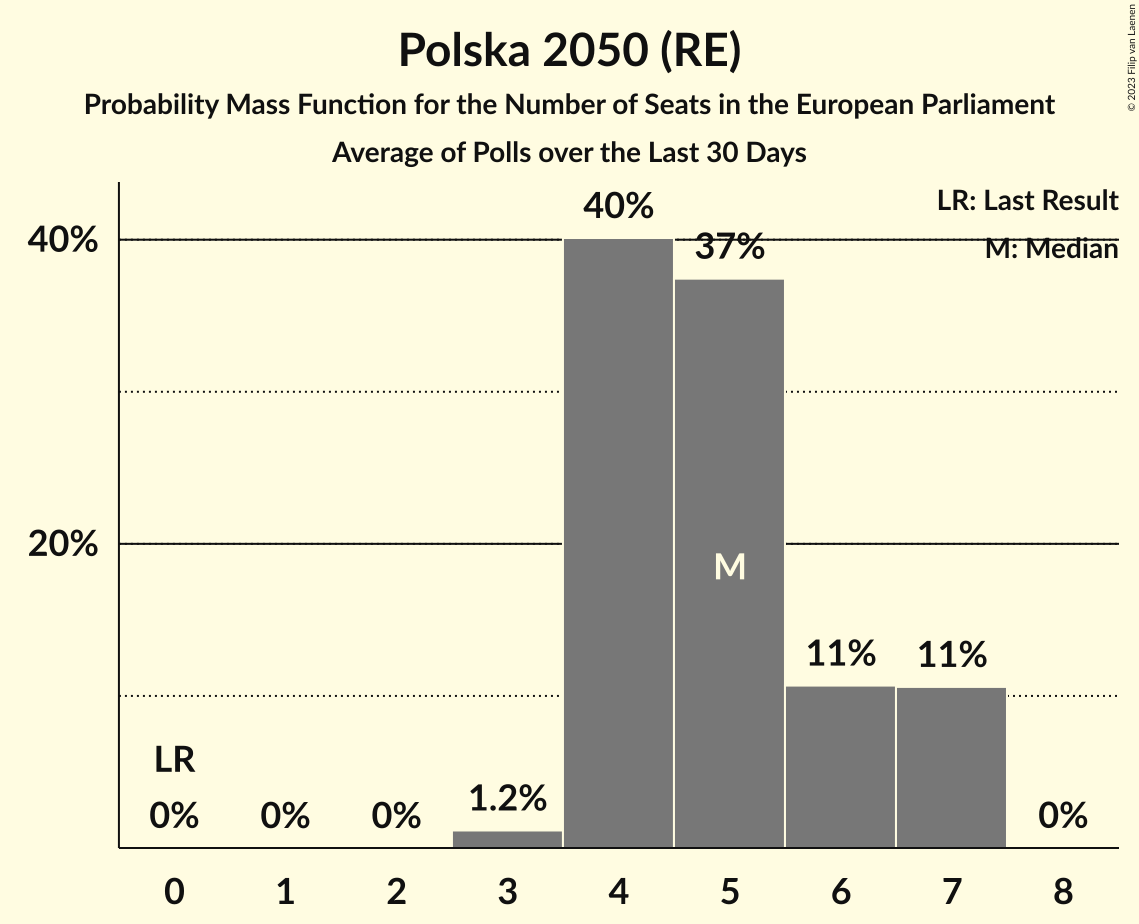 Polska 2050 (RE)
Probability Mass Function for the Number of Seats in the European Parliament
Average of Polls over the Last 30 Days
© 2023 Filip van Laenen
LR: Last Result
M: Median
40%
20%
40%
37%
M
11%
11%
LR
0%
0%
0%
1.2%
0%
0 1 2 3 4 5 6 7 8